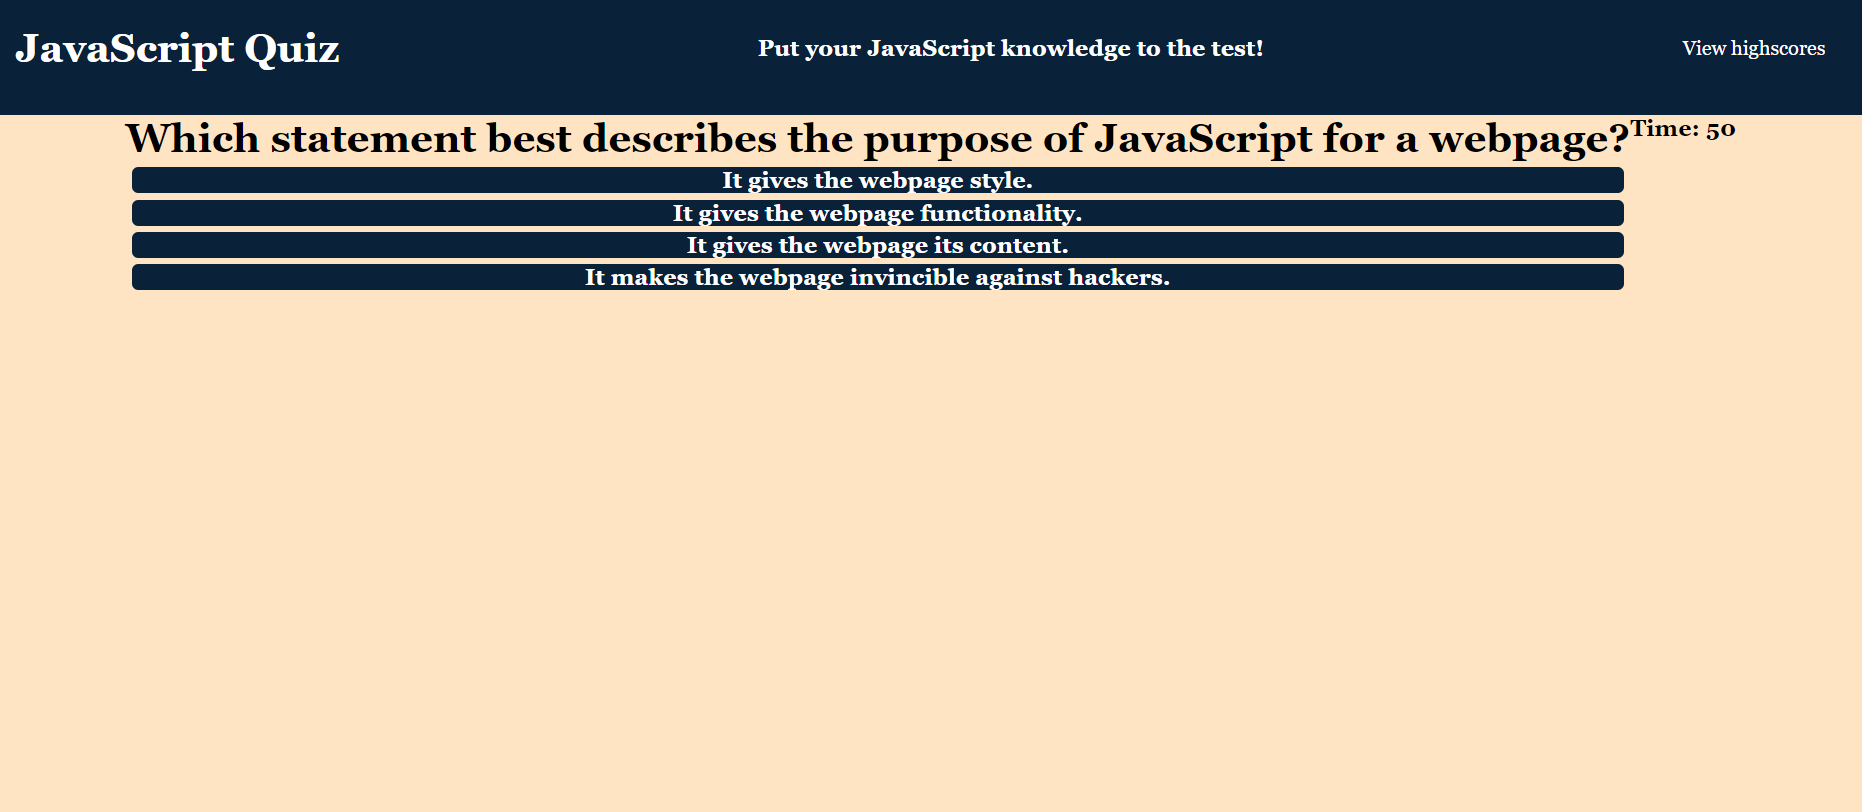 JavaScript Quiz
Put your JavaScript knowledge to the test!
View highscores
Which statement best describes the purpose of JavaScript for a webpage?
Time: 50
It gives the webpage style.
It gives the webpage functionality.
It gives the webpage its content.
It makes the webpage invincible against hackers.